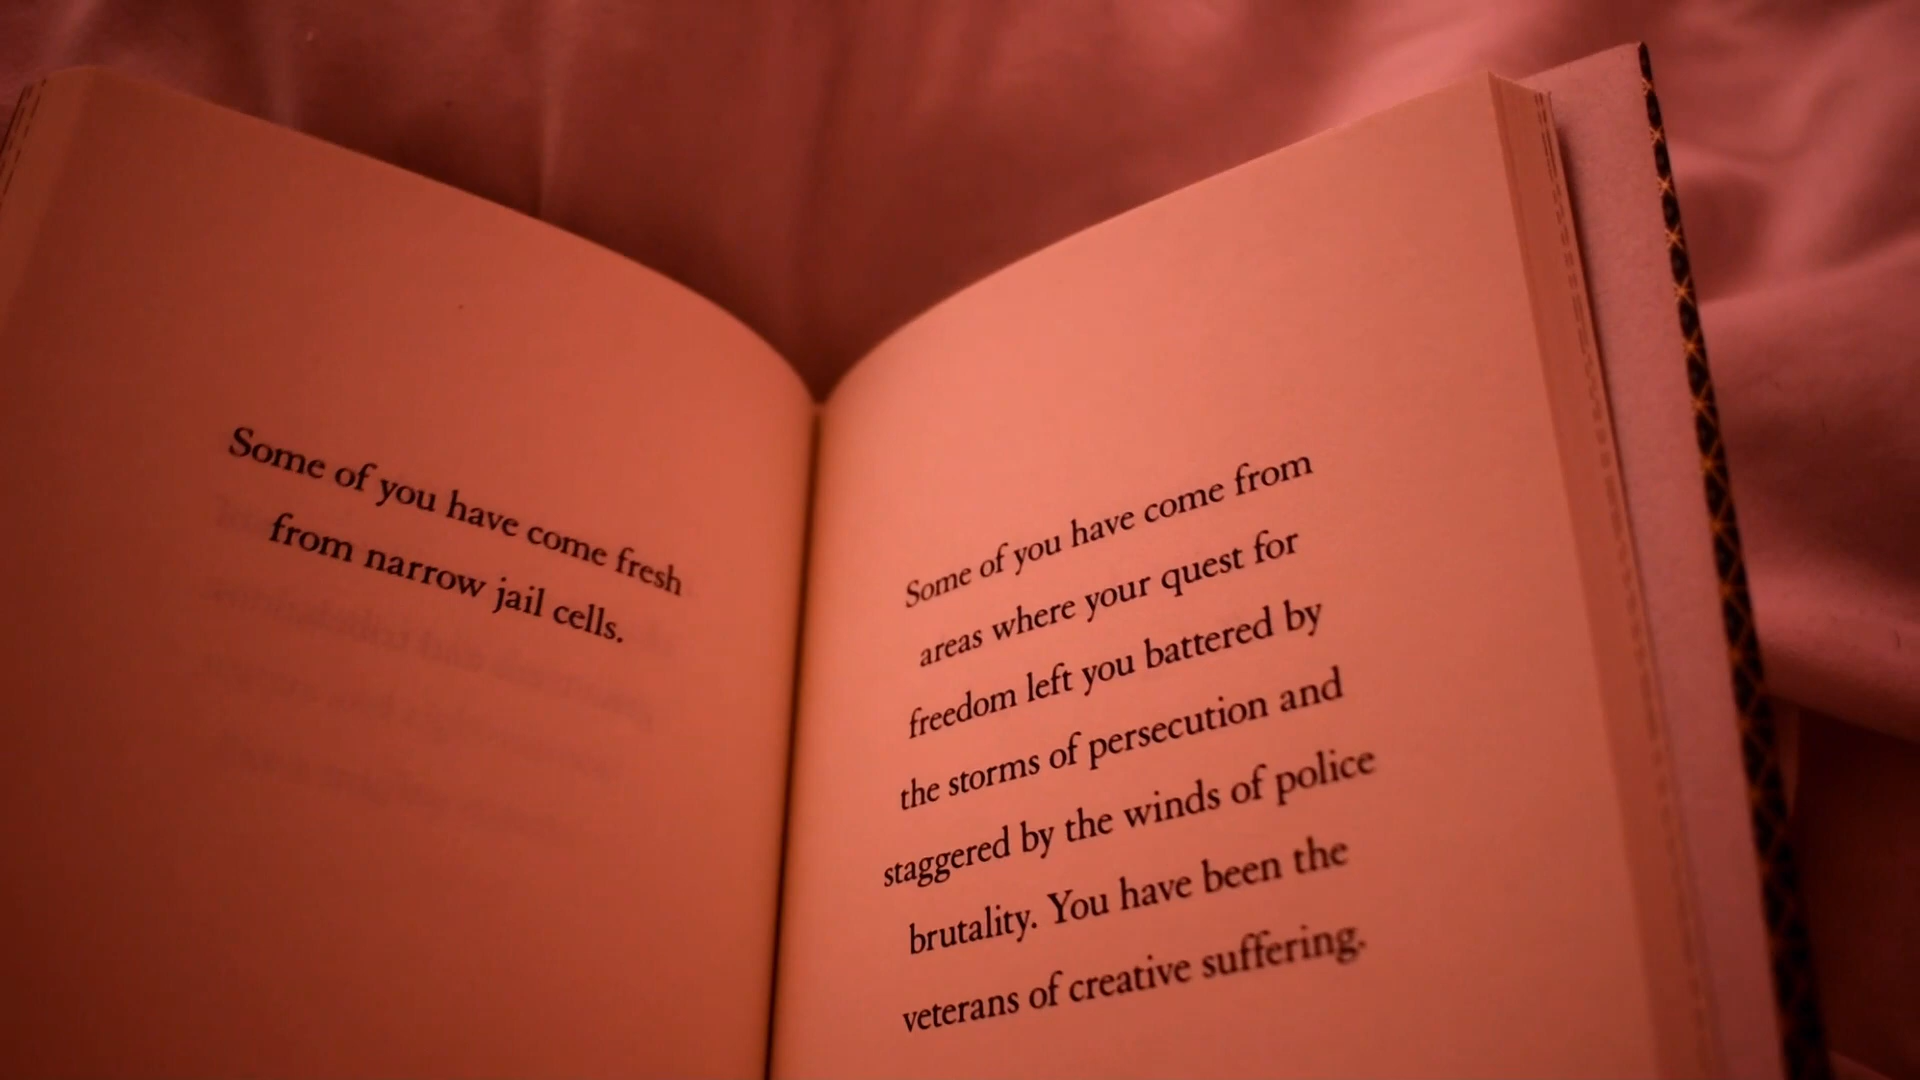 Some of you have come fresh
from narrow jail cells.
Some of you have come from
areas where your quest for
freedom left you battered by
the storms of persecution and
staggered by the winds of police
brutality. You have been the
veterans of creative suffering.